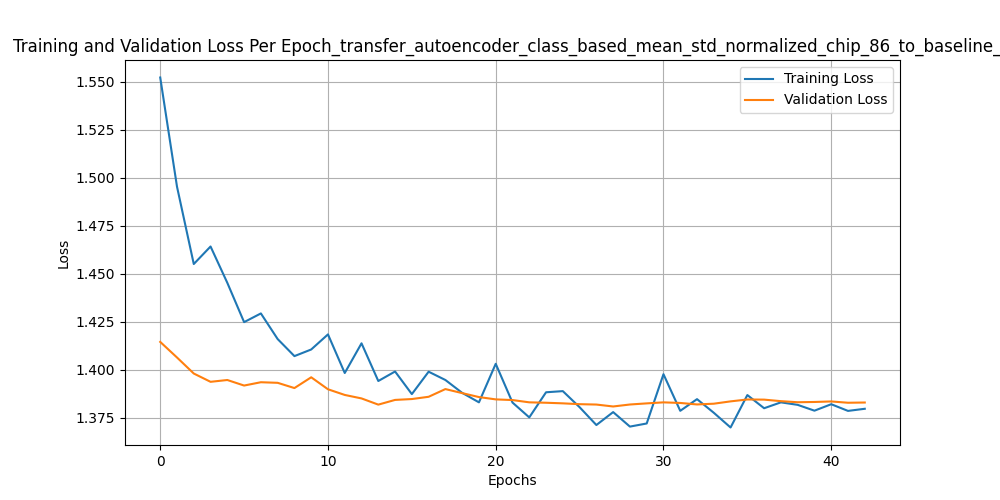 Training and Validation Loss Per Epoch_transfer_autoencoder_class_based_mean_std_normalized_chip_86_to_baseline_
Training Loss
Validation Loss
1.550
1.525
1.500
1.475
1.450
1.425
1.400
1.375
Loss
0 10 20 30 40
Epochs